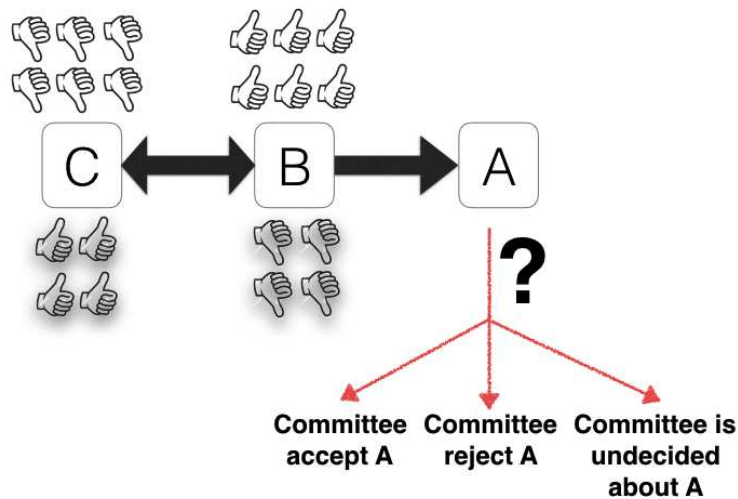 C B A
?
Committee accept A
Committee reject A
Committee is undecided about A